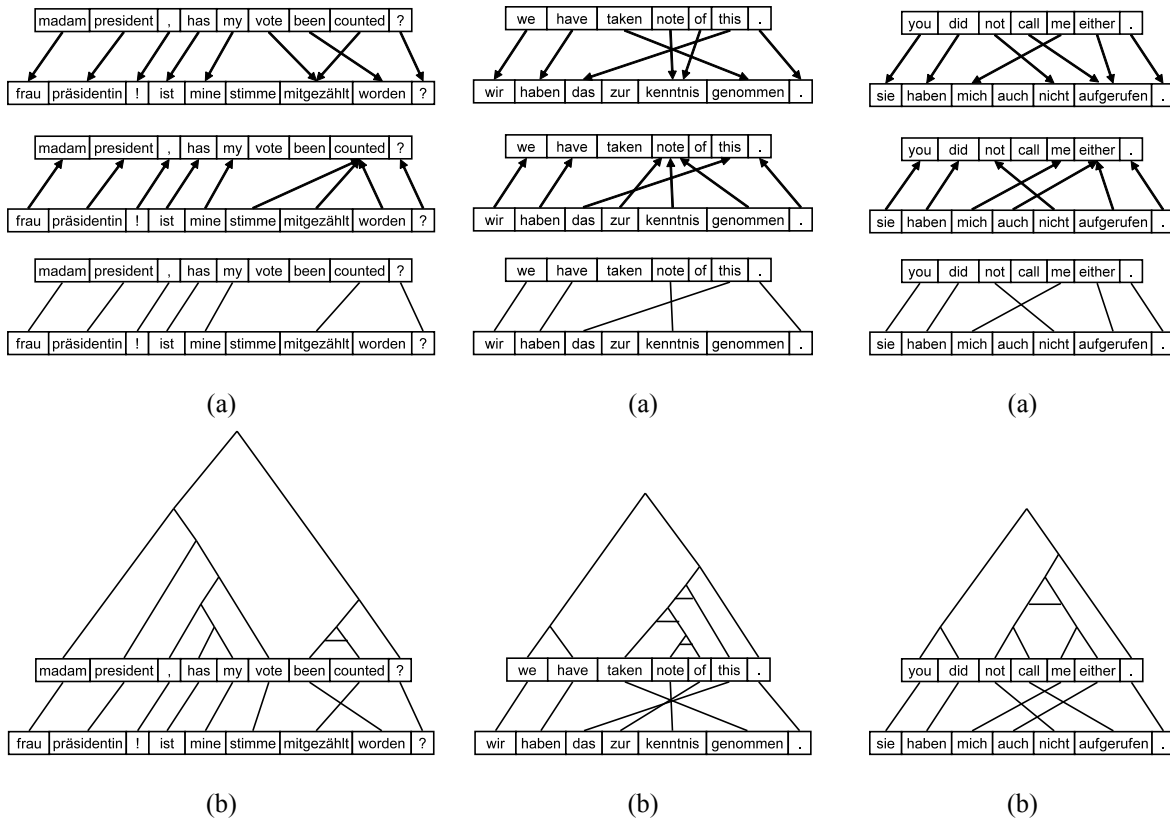 madam president , has my vote been counted ?
frau präsidentin ! ist mine stimme mitgezählt worden ?
madam president , has my vote been counted ?
frau präsidentin ! ist mine stimme mitgezählt worden ?
madam president , has my vote been counted ?
frau präsidentin ! ist mine stimme mitgezählt worden ?
(a)
we have taken note of this .
wir haben das zur kenntnis genommen .
we have taken note of this .
wir haben das zur kenntnis genommen .
we have taken note of this .
wir haben das zur kenntnis genommen .
(a)
you did not call me either .
sie haben mich auch nicht aufgerufen .
you did not call me either .
sie haben mich auch nicht aufgerufen .
you did not call me either .
sie haben mich auch nicht aufgerufen .
(a)
madam president , has my vote been counted ?
frau präsidentin ! ist mine stimme mitgezählt worden ?
(b)
we have taken note of this .
wir haben das zur kenntnis genommen .
(b)
you did not call me either .
sie haben mich auch nicht aufgerufen .
(b)